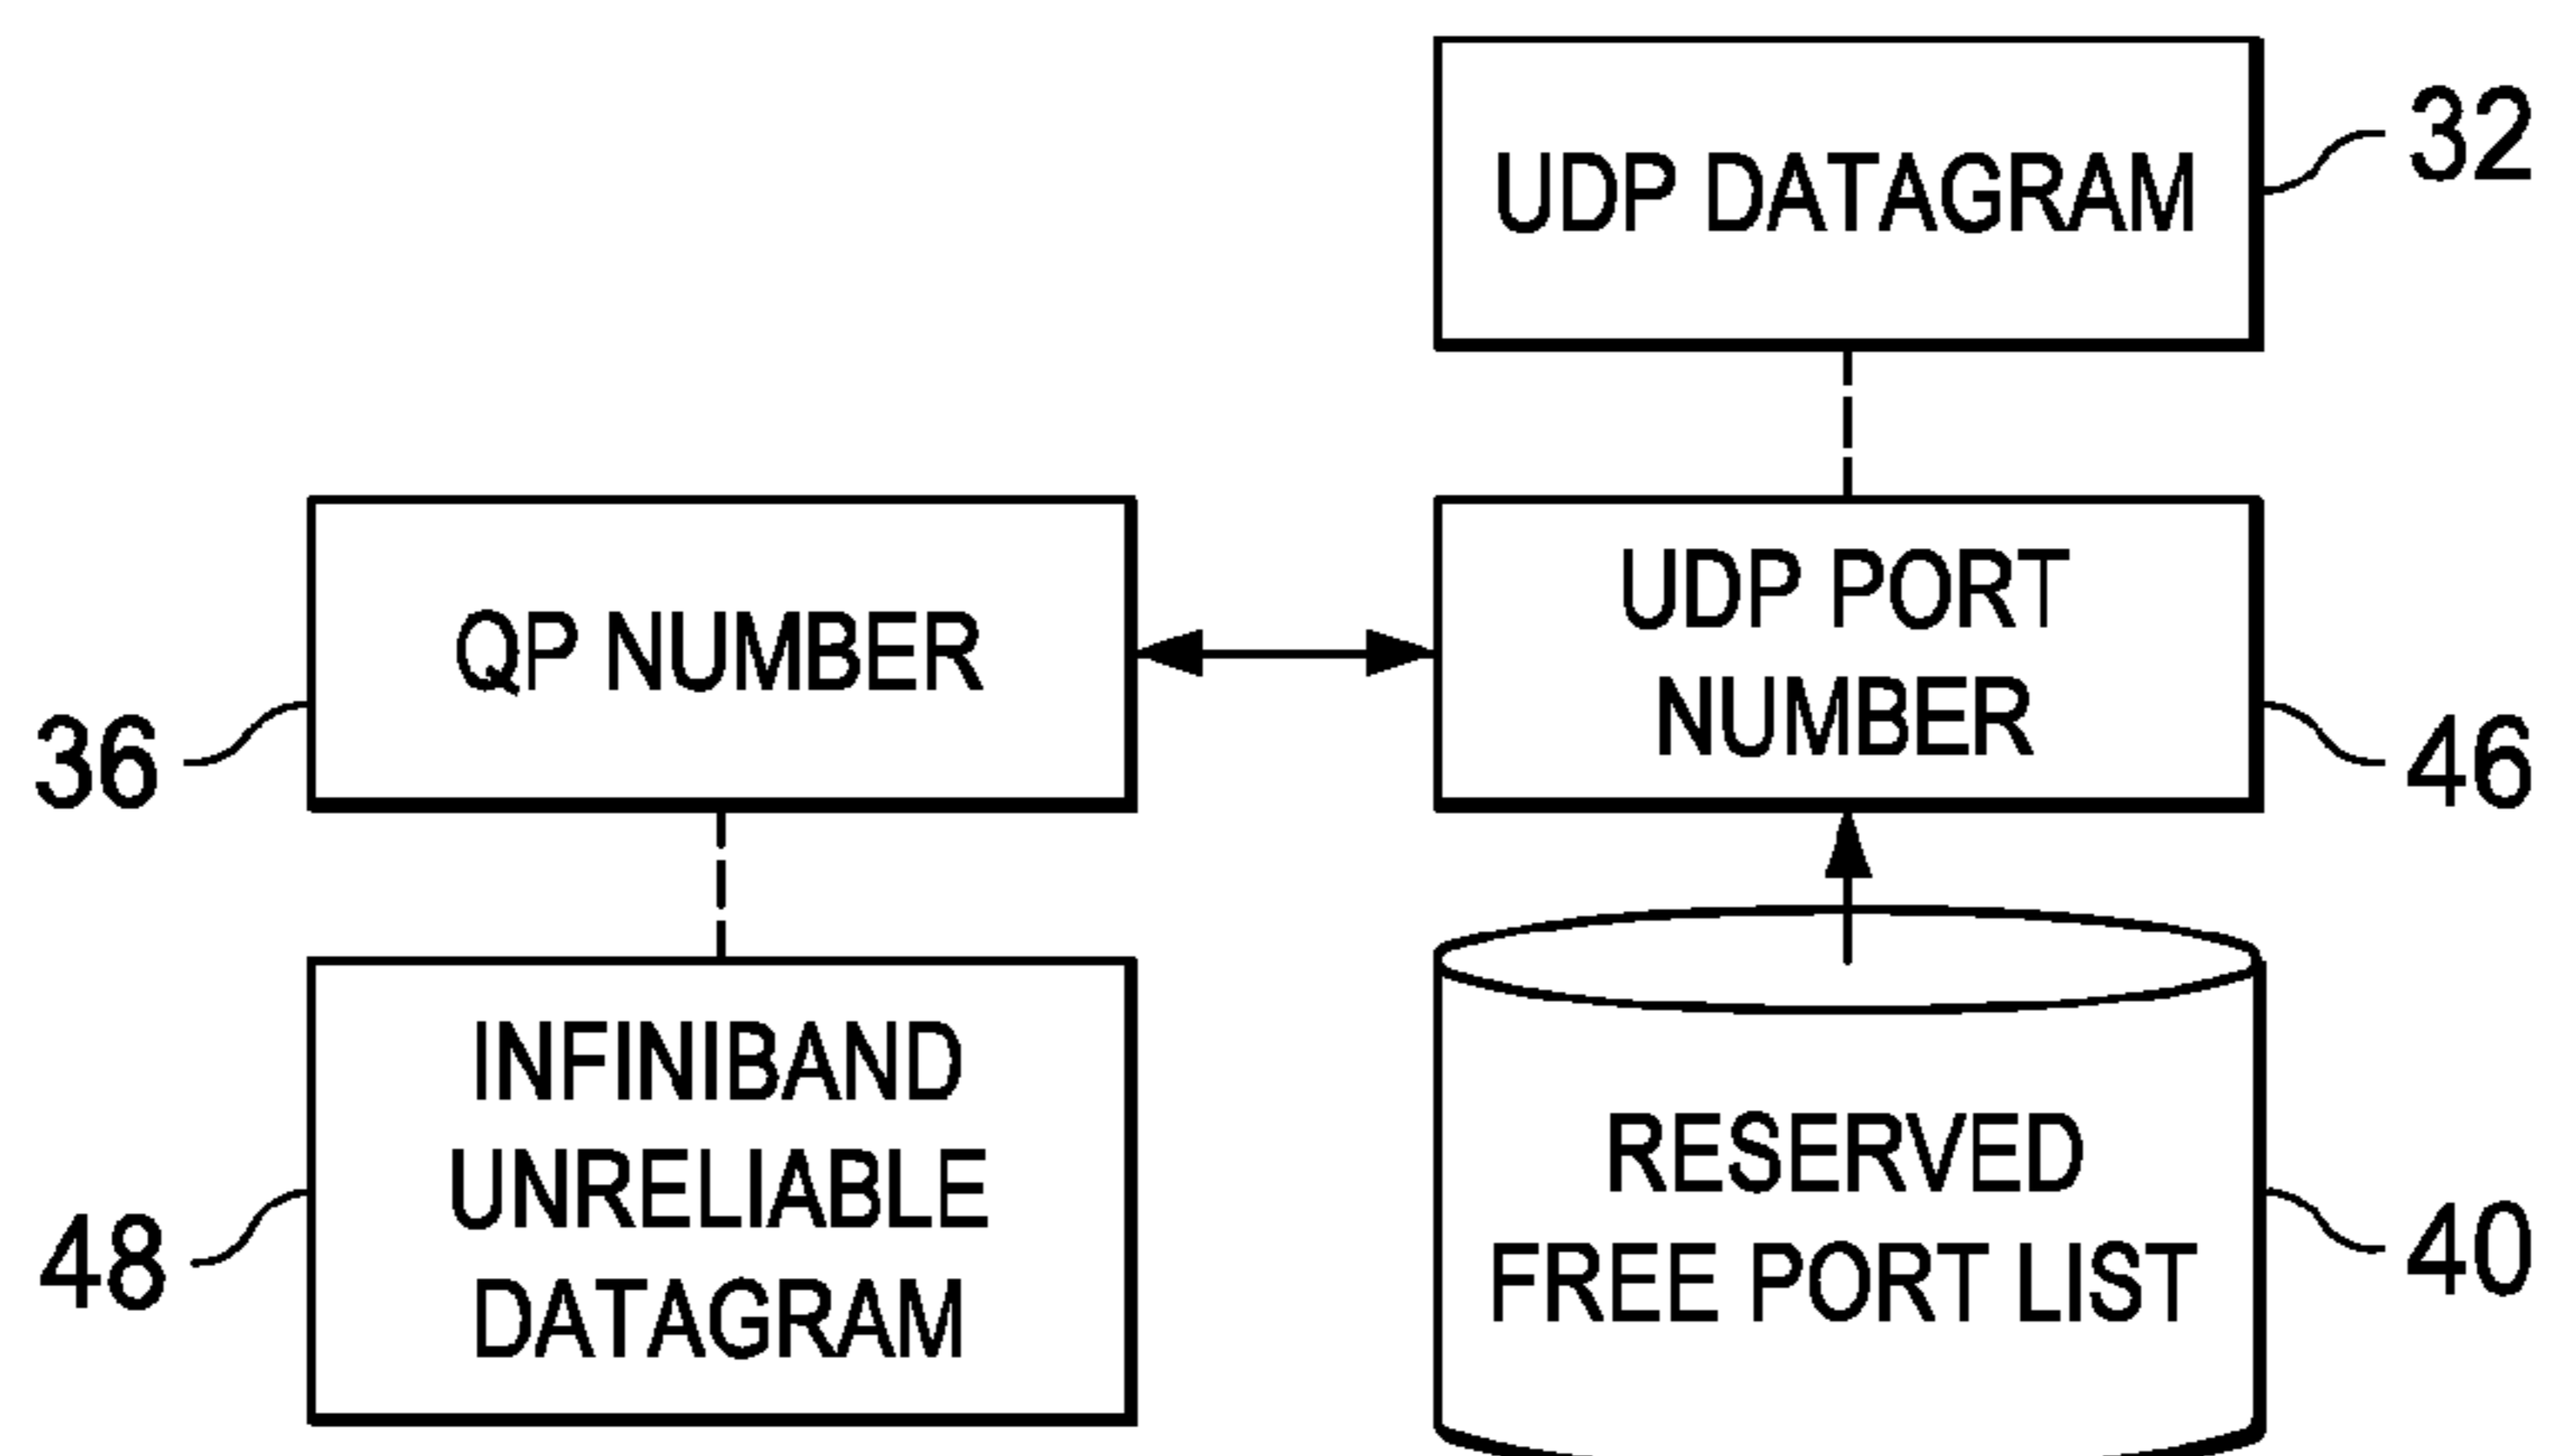 UDP DATAGRAM
32
QP NUMBER
36
UDP PORT
NUMBER
46
INFINIBAND
UNRELIABLE
DATAGRAM
48
RESERVED
FREE PORT LIST
40